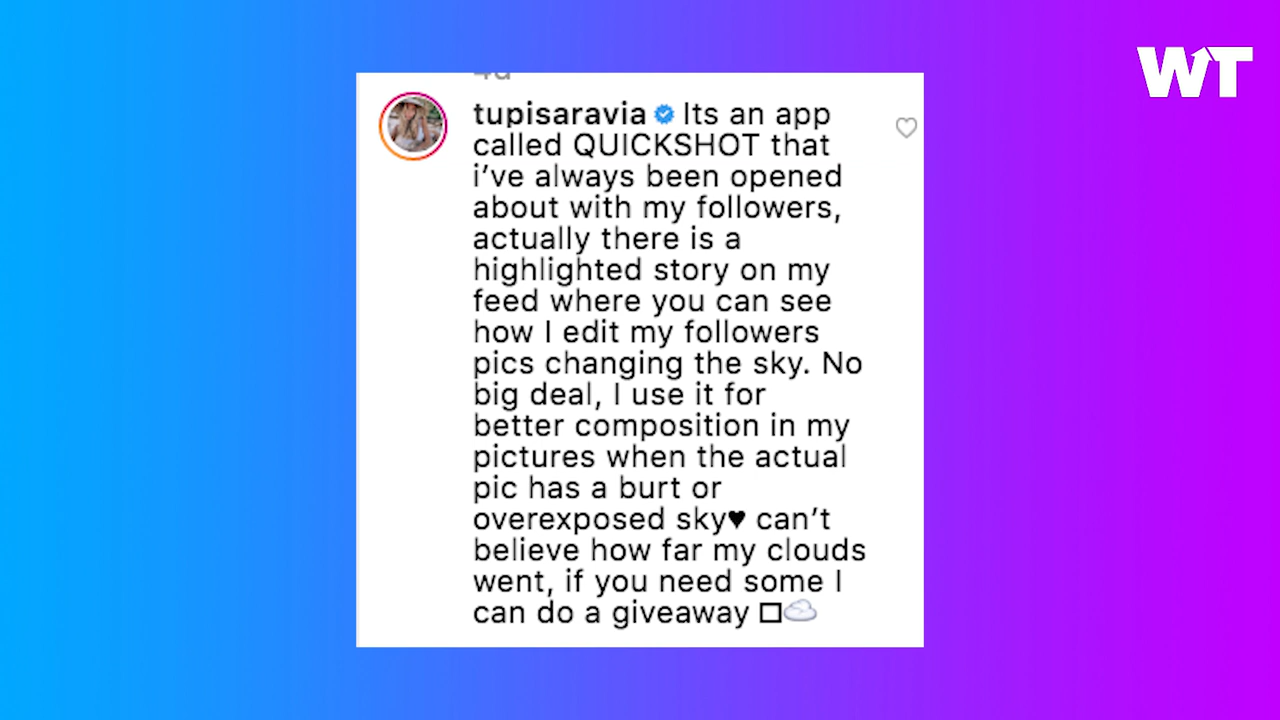 WT
4d
tupisaravia Its an app
called QUICKSHOT that
i’ve always been opened
about with my followers,
actually there is a
highlighted story on my
feed where you can see
how I edit my followers
pics changing the sky. No
big deal, I use it for
better composition in my
pictures when the actual
pic has a burt or
overexposed sky♥ can’t
believe how far my clouds
went, if you need some I
can do a giveaway □☁️